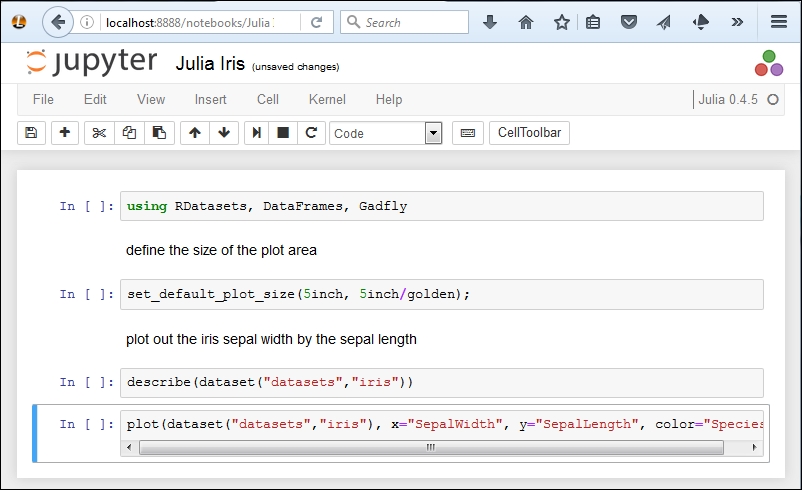 localhost:8888/notebooks/Julia
Search
jupyter Julia Iris (unsaved changes)
File Edit View Insert Cell Kernel Help Julia 0.4.5
Code CellToolbar
In [ ]: using RDatasets, DataFrames, Gadfly
define the size of the plot area
In [ ]: set_default_plot_size(5inch, 5inch/golden);
plot out the iris sepal width by the sepal length
In [ ]: describe(dataset("datasets","iris"))
In [ ]: plot(dataset("datasets","iris"), x="SepalWidth", y="SepalLength", color="Species